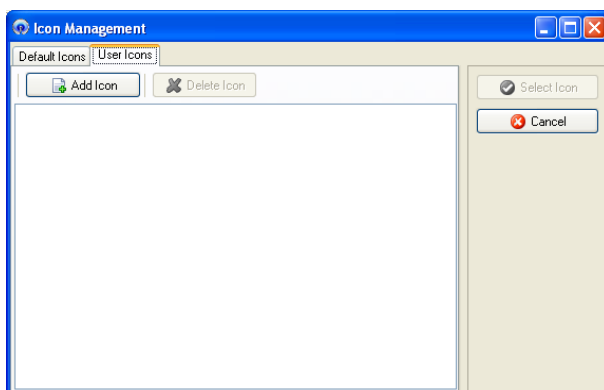 Icon Management
Default Icons User Icons
Add Icon Delete Icon
Select Icon
Cancel